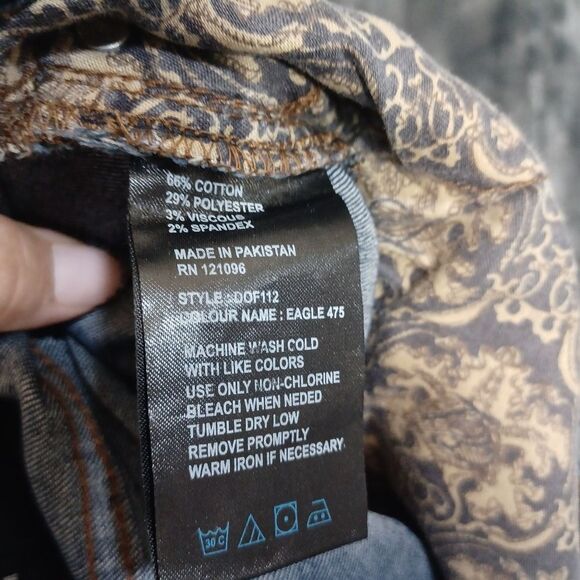 66% COTTON
29% POLYESTER
3% VISCOUS
2% SPANDEX
MADE IN PAKISTAN
RN 121096
STYLE : DOF112
COLOUR NAME : EAGLE 475
MACHINE WASH COLD
WITH LIKE COLORS
USE ONLY NON-CHLORINE
BLEACH WHEN NEDED
TUMBLE DRY LOW
REMOVE PROMPTLY
WARM IRON IF NECESSARY
30 C